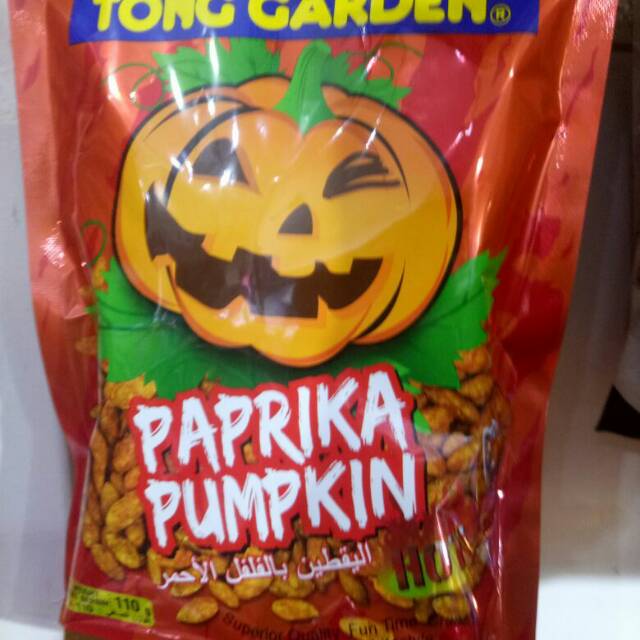 TONG GARDEN®
PAPRIKA
PUMPKIN
اليقطين بالفلفل الأحمر
HOT
110 g
Superior Quality, Fun Time